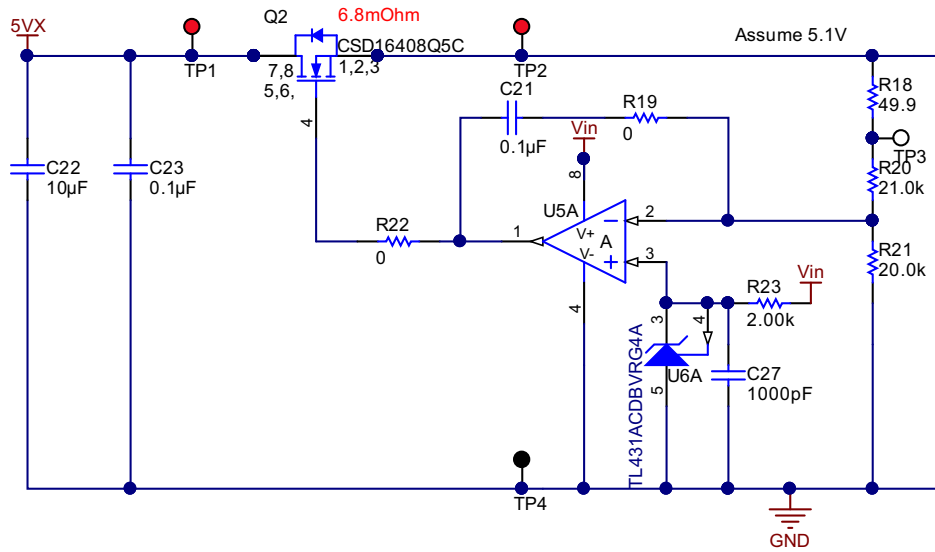 Q2
6.8mOhm
5VX
CSD16408Q5C
Assume 5.1V
TP1
7,8
1,2,3
TP2
5,6,
4
C21
0.1µF
R19
0
Vin
8
R18
49.9
TP3
R20
21.0k
C22
10µF
C23
0.1µF
R22
0
1
U5A
V+
V-
A
2
3
4
R21
20.0k
R23
2.00k
Vin
3
4
5
U6A
TL431ACDBVRG4A
C27
1000pF
TP4
GND